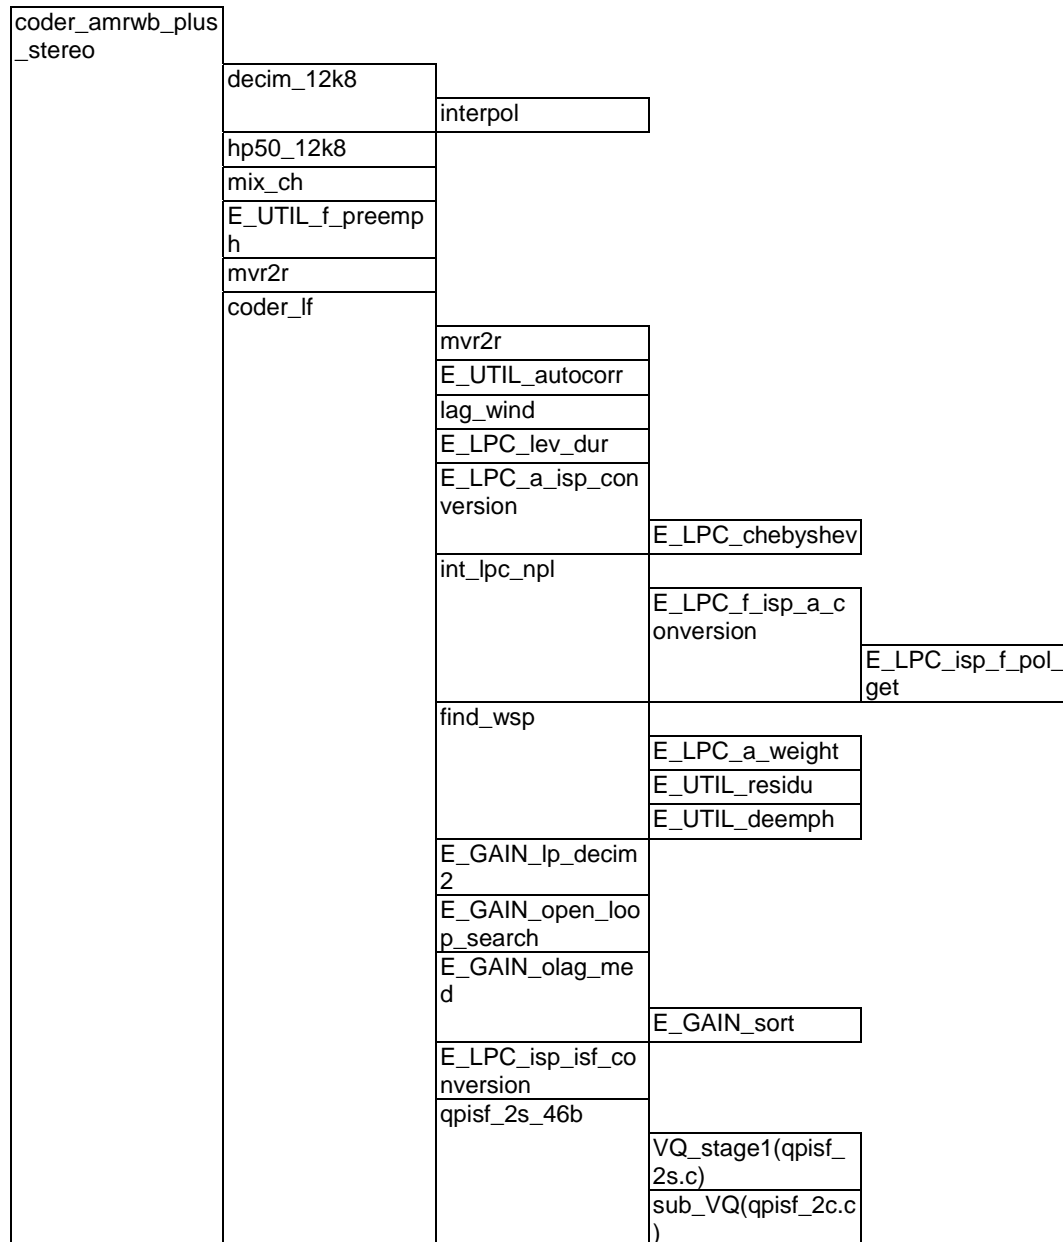 coder_amrwb_plus
_stereo
decim_12k8
interpol
hp50_12k8
mix_ch
E_UTIL_f_preemp
h
mvr2r
coder_lf
mvr2r
E_UTIL_autocorr
lag_wind
E_LPC_lev_dur
E_LPC_a_isp_con
version
E_LPC_chebyshev
int_lpc_npl
E_LPC_f_isp_a_c
onversion
E_LPC_isp_f_pol_
get
find_wsp
E_LPC_a_weight
E_UTIL_residu
E_UTIL_deemph
E_GAIN_lp_decim
2
E_GAIN_open_loo
p_search
E_GAIN_olag_me
d
E_GAIN_sort
E_LPC_isp_isf_co
nversion
qpisf_2s_46b
VQ_stage1(qpisf_
2s.c)
sub_VQ(qpisf_2c.c
)